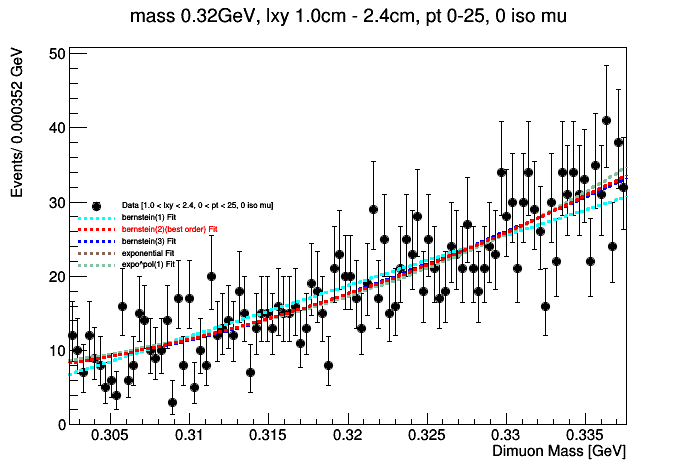 mass 0.32GeV, lxy 1.0cm - 2.4cm, pt 0-25, 0 iso mu
Events/ 0.000352 GeV
50
40
30
20
10
0
Data [1.0 < lxy < 2.4, 0 < pt < 25, 0 iso mu]
bernstein(1) Fit
bernstein(2)(best order) Fit
bernstein(3) Fit
exponential Fit
expo*pol(1) Fit
0.305 0.31 0.315 0.32 0.325 0.33 0.335
Dimuon Mass [GeV]